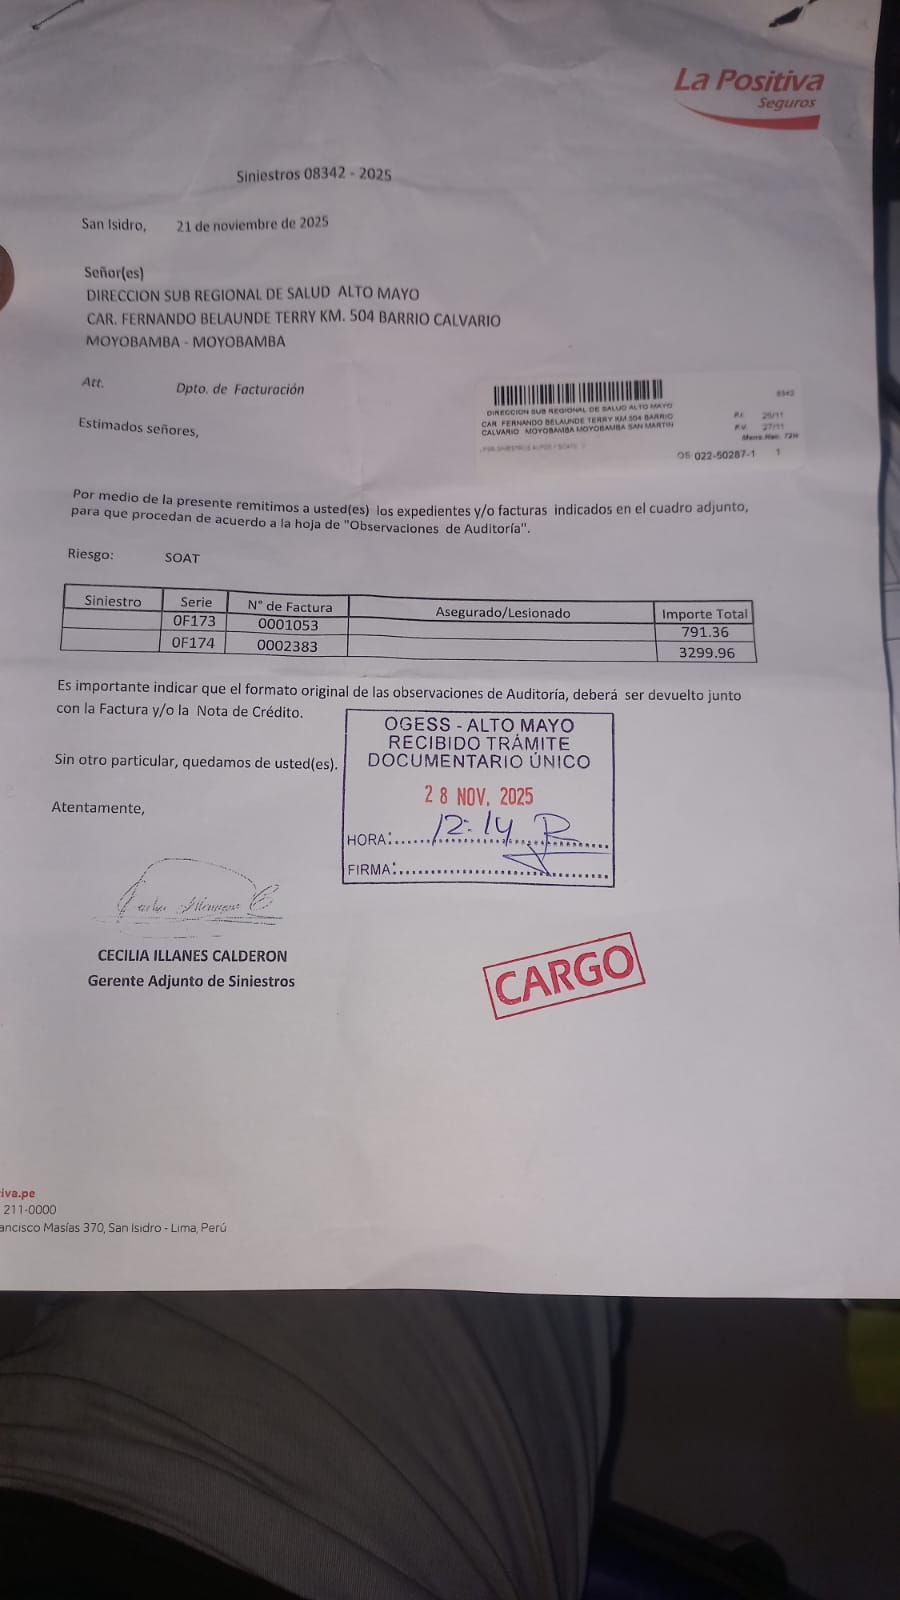 La Positiva
Seguros
Siniestros 08342 - 2025
San Isidro, 21 de noviembre de 2025
Señor(es)
DIRECCION SUB REGIONAL DE SALUD ALTO MAYO
CAR. FERNANDO BELAUNDE TERRY KM. 504 BARRIO CALVARIO
MOYOBAMBA - MOYOBAMBA
Att. Dpto. de Facturación
Estimados señores,
8342
DIRECCION SUB REGIONAL DE SALUD ALTO MAYO
CAR FERNANDO BELAUNDE TERRY KM 504 BARRIO
CALVARIO MOYOBAMBA MOYOBAMBA SAN MARTIN
25/11
27/11
72H
OS 022-50287-1 1
Por medio de la presente remitimos a usted(es) los expedientes y/o facturas indicados en el cuadro adjunto,
para que procedan de acuerdo a la hoja de "Observaciones de Auditoría".
Riesgo: SOAT
Siniestro Serie N° de Factura Asegurado/Lesionado Importe Total
0F173 0001053 791.36
0F174 0002383 3299.96
Es importante indicar que el formato original de las observaciones de Auditoría, deberá ser devuelto junto
con la Factura y/o la Nota de Crédito.
Sin otro particular, quedamos de usted(es).
Atentamente,
OGESS - ALTO MAYO
RECIBIDO TRÁMITE
DOCUMENTARIO ÚNICO
28 NOV. 2025
HORA: 12:14
FIRMA:
CECILIA ILLANES CALDERON
Gerente Adjunto de Siniestros
CARGO
iva.pe
211-0000
ancisco Masías 370, San Isidro - Lima, Perú